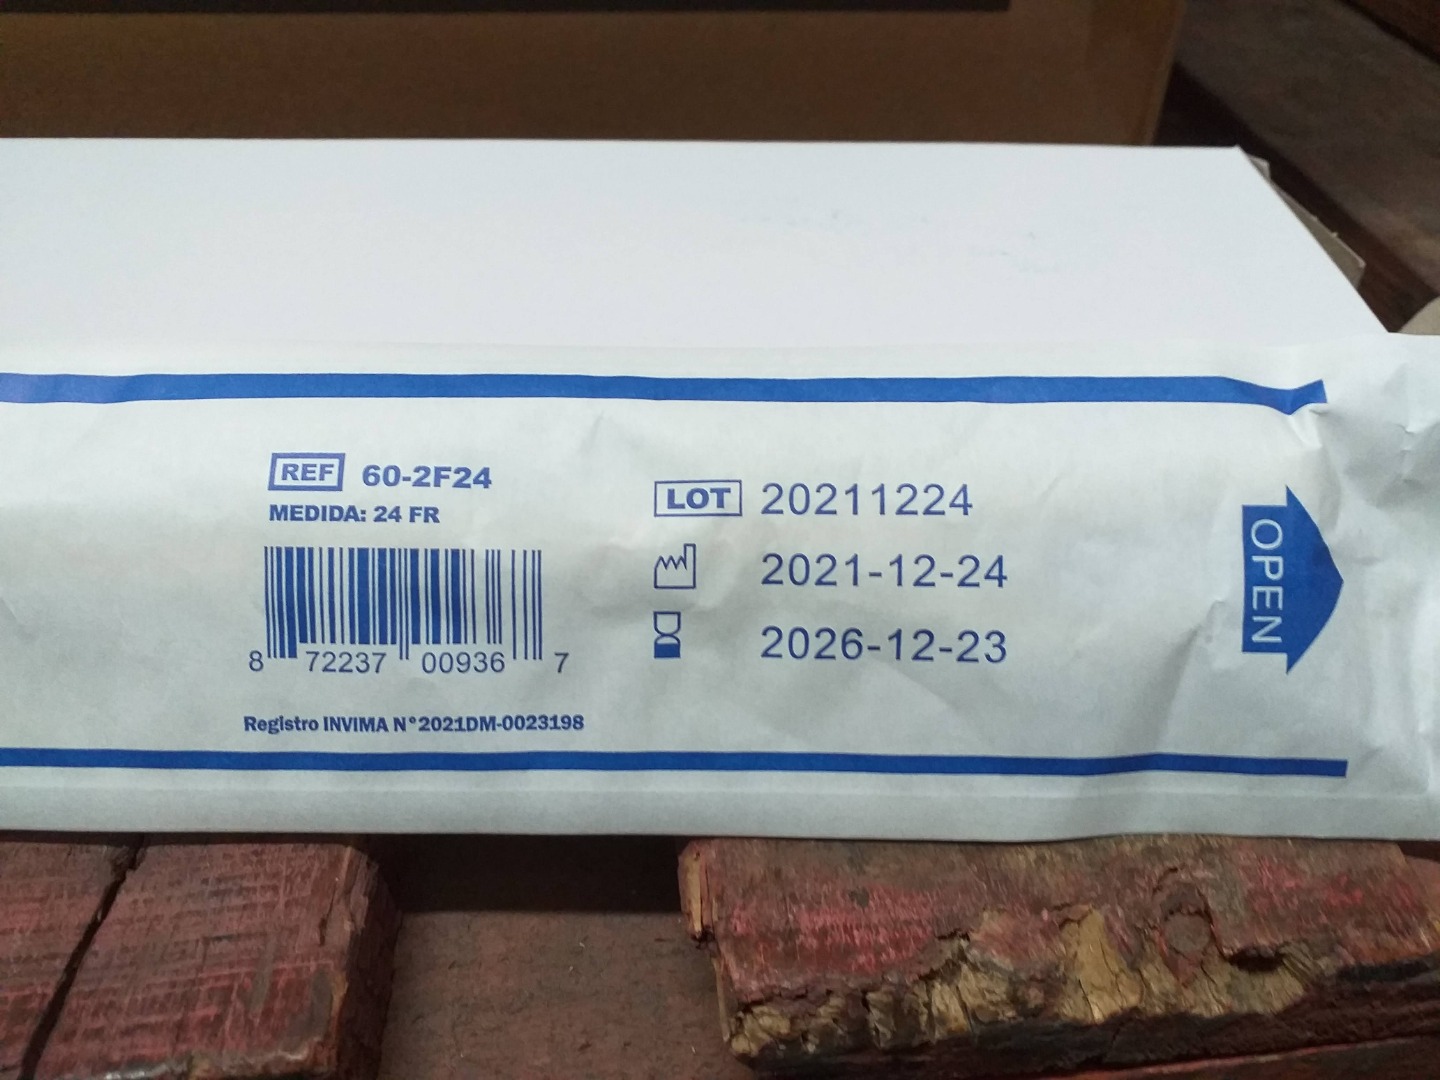 REF 60-2F24
MEDIDA: 24 FR
8 72237 00936 7
Registro INVIMA N°2021DM-0023198
LOT 20211224
2021-12-24
2026-12-23
OPEN